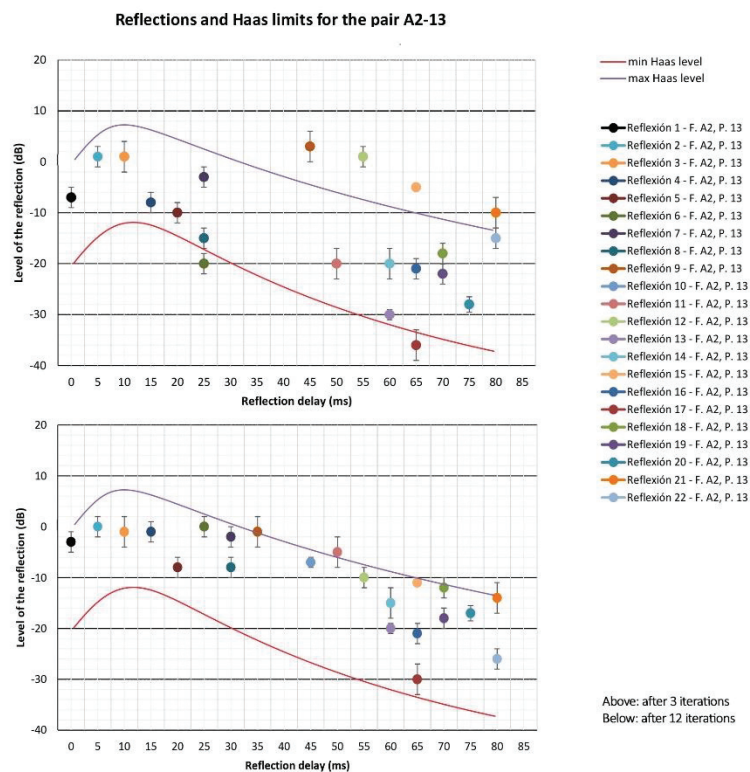 Reflections and Haas limits for the pair A2-13
20
10
0
-10
-20
-30
-40
Level of the reflection (dB)
0 5 10 15 20 25 30 35 40 45 50 55 60 65 70 75 80 85
Reflection delay (ms)
min Haas level
max Haas level
Reflexión 1 - F. A2, P. 13
Reflexión 2 - F. A2, P. 13
Reflexión 3 - F. A2, P. 13
Reflexión 4 - F. A2, P. 13
Reflexión 5 - F. A2, P. 13
Reflexión 6 - F. A2, P. 13
Reflexión 7 - F. A2, P. 13
Reflexión 8 - F. A2, P. 13
Reflexión 9 - F. A2, P. 13
Reflexión 10 - F. A2, P. 13
Reflexión 11 - F. A2, P. 13
Reflexión 12 - F. A2, P. 13
Reflexión 13 - F. A2, P. 13
Reflexión 14 - F. A2, P. 13
Reflexión 15 - F. A2, P. 13
Reflexión 16 - F. A2, P. 13
Reflexión 17 - F. A2, P. 13
Reflexión 18 - F. A2, P. 13
Reflexión 19 - F. A2, P. 13
Reflexión 20 - F. A2, P. 13
Reflexión 21 - F. A2, P. 13
Reflexión 22 - F. A2, P. 13
20
10
0
-10
-20
-30
-40
Level of the reflection (dB)
0 5 10 15 20 25 30 35 40 45 50 55 60 65 70 75 80 85
Reflection delay (ms)
Above: after 3 iterations
Below: after 12 iterations